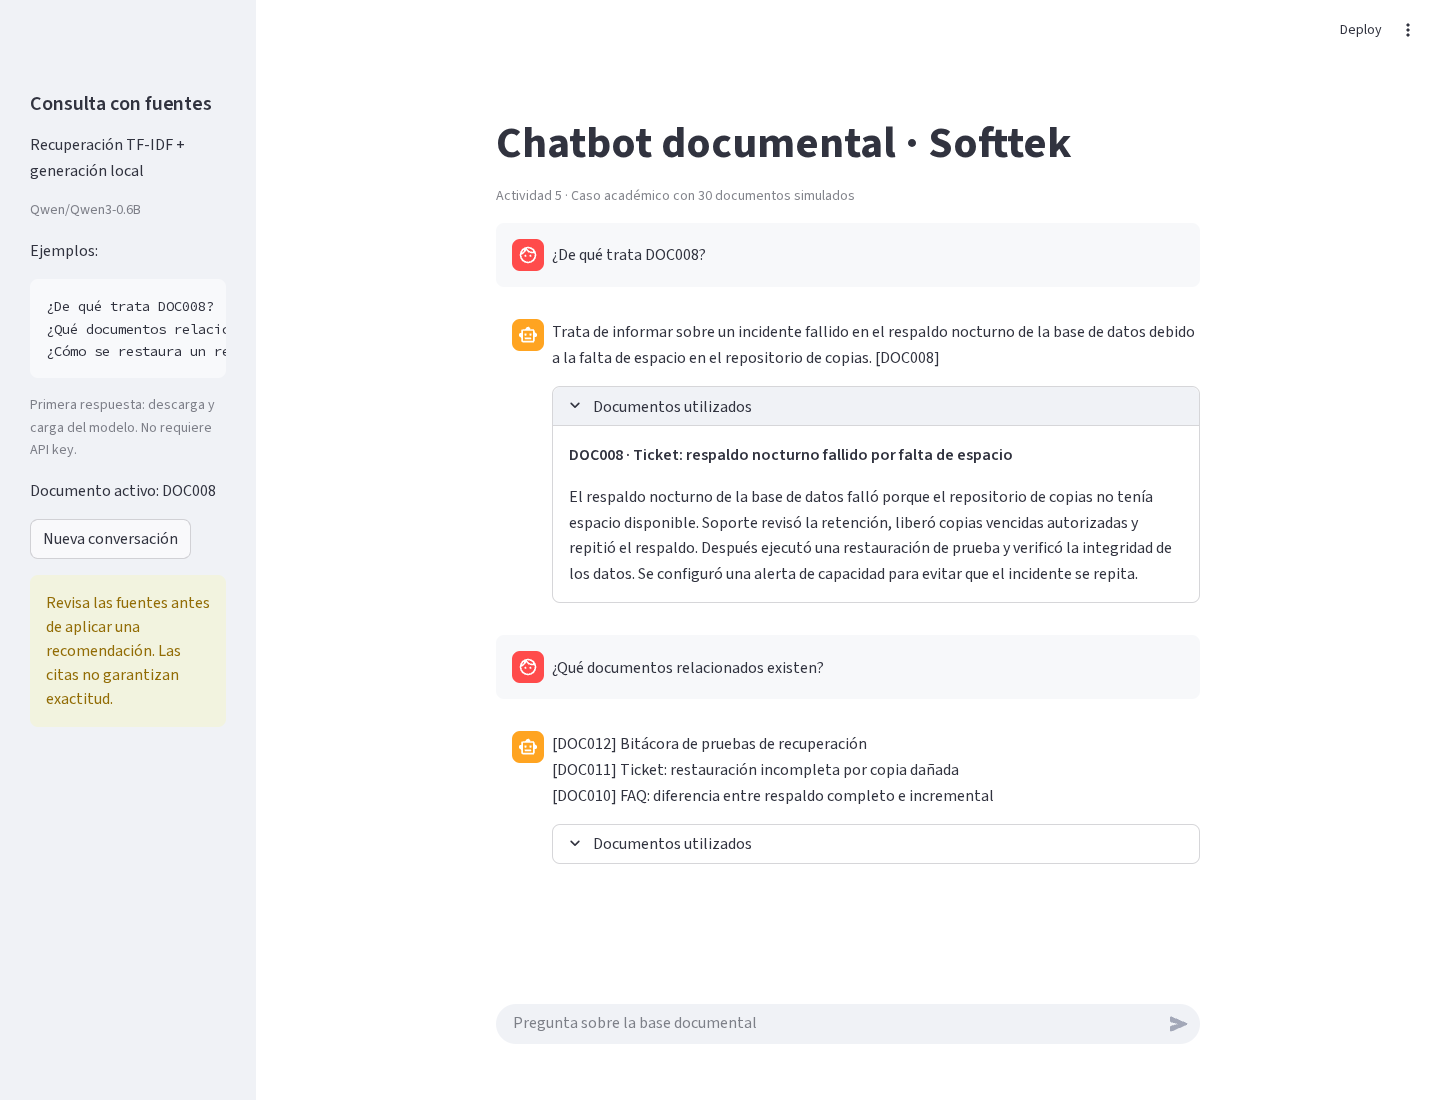 Deploy
Consulta con fuentes
Recuperación TF-IDF +
generación local
Qwen/Qwen3-0.6B
Ejemplos:
¿De qué trata DOC008?
¿Qué documentos relacio
¿Cómo se restaura un re
Primera respuesta: descarga y
carga del modelo. No requiere
API key.
Documento activo: DOC008
Nueva conversación
Revisa las fuentes antes
de aplicar una
recomendación. Las
citas no garantizan
exactitud.
Chatbot documental · Softtek
Actividad 5 · Caso académico con 30 documentos simulados
¿De qué trata DOC008?
Trata de informar sobre un incidente fallido en el respaldo nocturno de la base de datos debido
a la falta de espacio en el repositorio de copias. [DOC008]
Documentos utilizados
DOC008 · Ticket: respaldo nocturno fallido por falta de espacio
El respaldo nocturno de la base de datos falló porque el repositorio de copias no tenía
espacio disponible. Soporte revisó la retención, liberó copias vencidas autorizadas y
repitió el respaldo. Después ejecutó una restauración de prueba y verificó la integridad de
los datos. Se configuró una alerta de capacidad para evitar que el incidente se repita.
¿Qué documentos relacionados existen?
[DOC012] Bitácora de pruebas de recuperación
[DOC011] Ticket: restauración incompleta por copia dañada
[DOC010] FAQ: diferencia entre respaldo completo e incremental
Documentos utilizados
Pregunta sobre la base documental